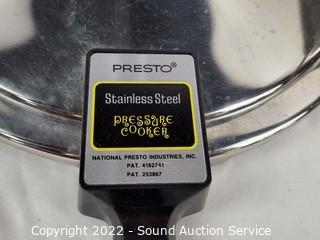 PRESTO®
Stainless Steel
PRESSURE
COOKER
NATIONAL PRESTO INDUSTRIES, INC.
PAT. 4162741
PAT. 253867
Copyright © 2022 - Sound Auction Service